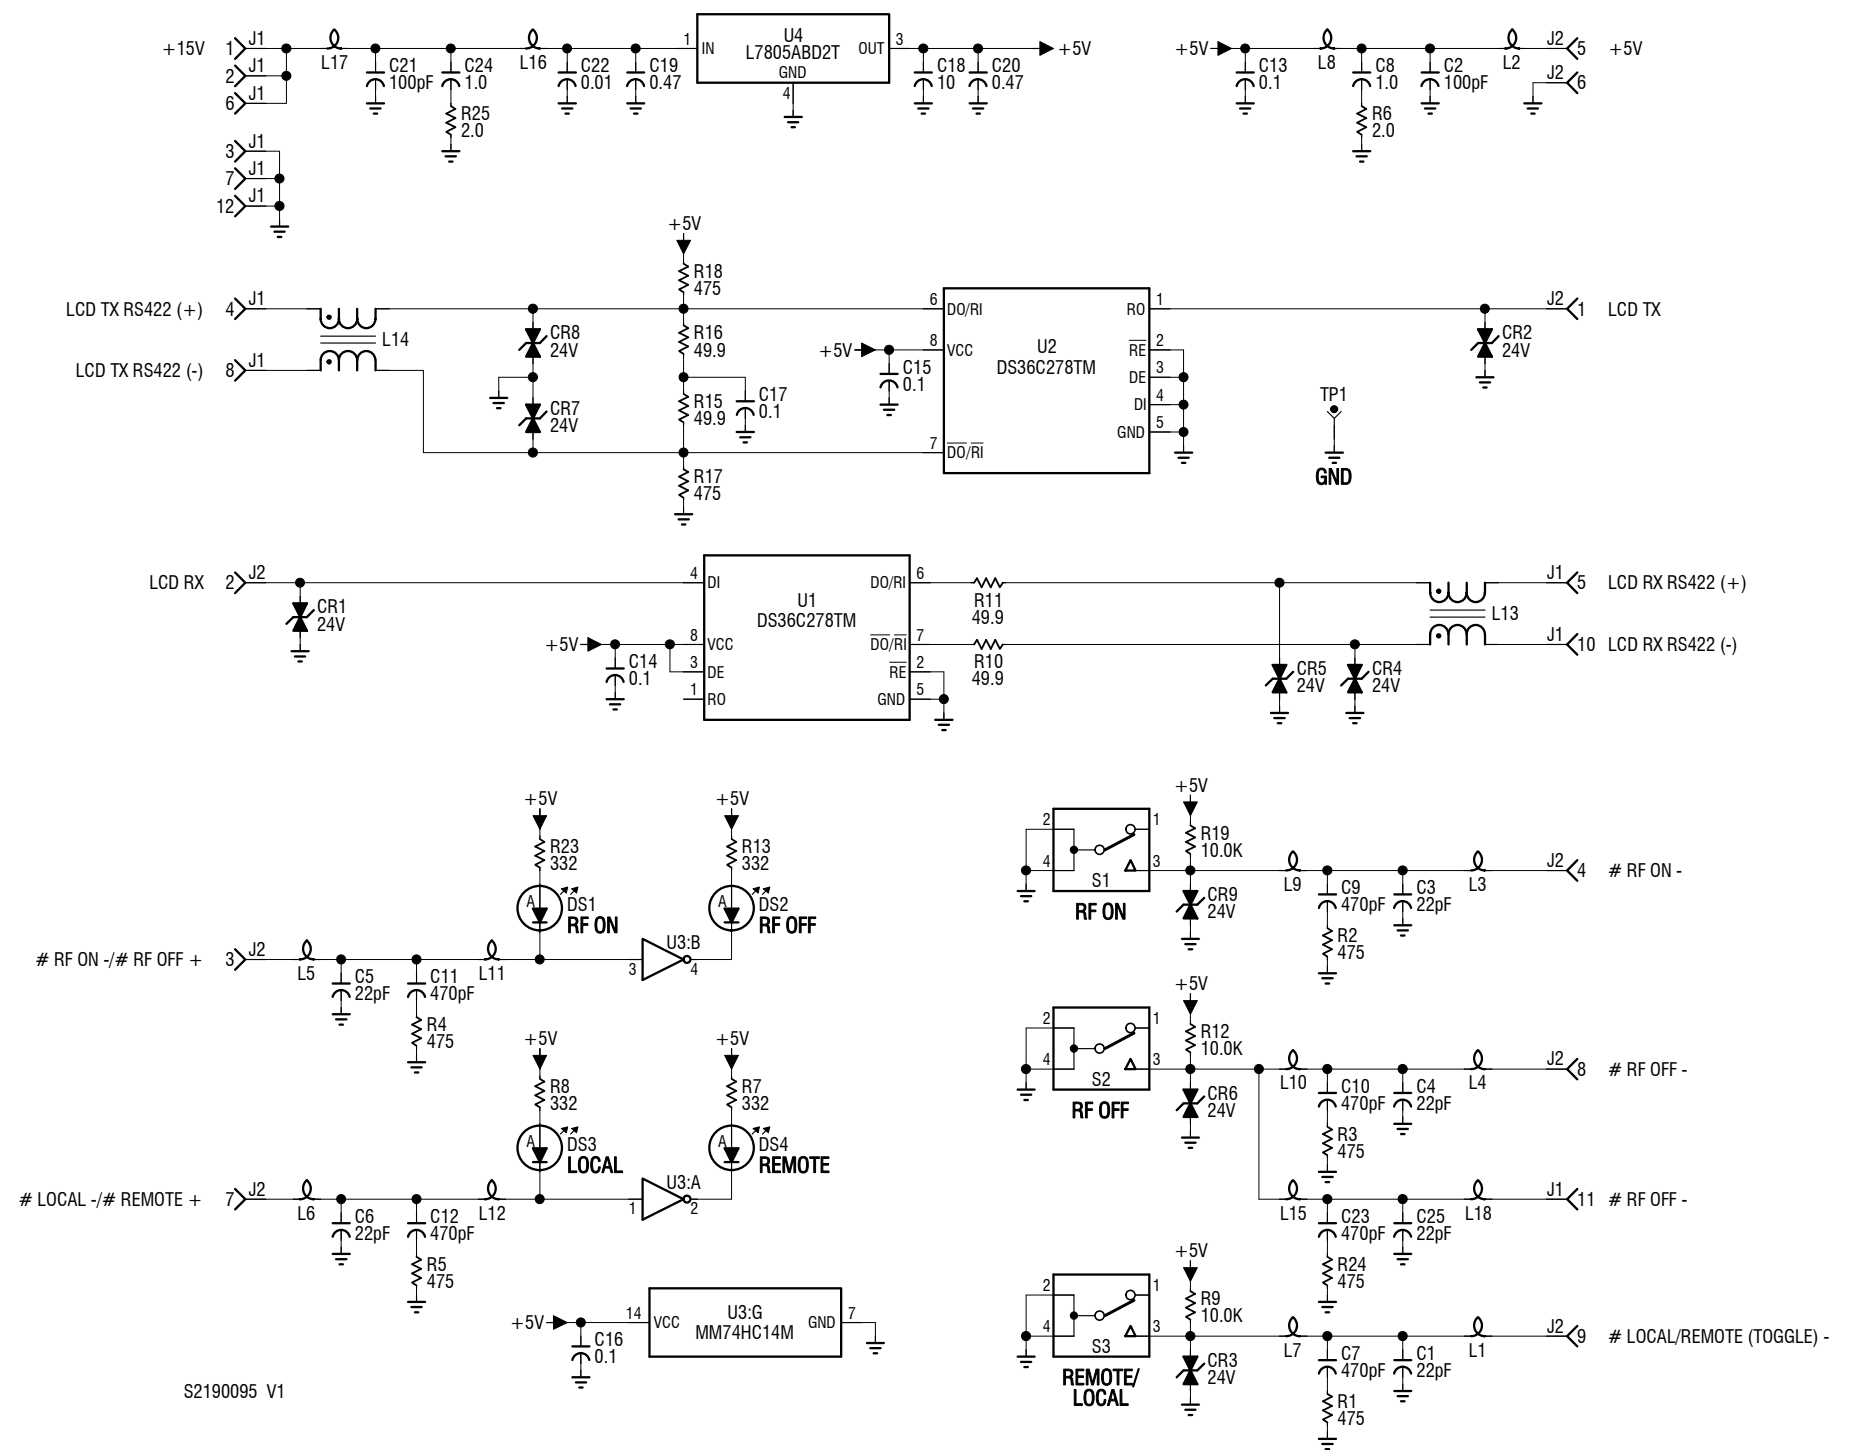 +15V 1 J1 L17 C21 100pF C24 1.0 L16 C22 0.01 C19 0.47 1 IN U4 L7805ABD2T OUT 3 GND 4 C18 10 C20 0.47 +5V
2 J1
6 J1
R25 2.0
+5V C13 0.1 L8 C8 1.0 C2 100pF L2 J2 5 +5V
J2 6
R6 2.0
3 J1
7 J1
12 J1
+5V
R18 475
LCD TX RS422 (+) 4 J1
L14
LCD TX RS422 (-) 8 J1
CR8 24V
CR7 24V
R16 49.9
R15 49.9
C17 0.1
R17 475
+5V C15 0.1
6 DO/RI
8 VCC
7 DO/RI
U2
DS36C278TM
RO 1
RE 2
DE 3
DI 4
GND 5
CR2 24V
J2 1 LCD TX
TP1
GND
LCD RX 2 J2
CR1 24V
+5V C14 0.1
4 DI
8 VCC
3 DE
1 RO
U1
DS36C278TM
DO/RI 6
DO/RI 7
RE 2
GND 5
R11 49.9
R10 49.9
CR5 24V
CR4 24V
L13
J1 5 LCD RX RS422 (+)
J1 10 LCD RX RS422 (-)
+5V
R23 332
A DS1
RF ON
+5V
R13 332
A DS2
RF OFF
# RF ON -/# RF OFF + 3 J2 L5 C5 22pF C11 470pF L11 3 U3:B 4
R4 475
+5V
R8 332
A DS3
LOCAL
+5V
R7 332
A DS4
REMOTE
# LOCAL -/# REMOTE + 7 J2 L6 C6 22pF C12 470pF L12 1 U3:A 2
R5 475
+5V C16 0.1
14 VCC
U3:G
MM74HC14M
GND 7
+5V
R19 10.0K
2 4 1 3 S1
RF ON
CR9 24V
L9 C9 470pF C3 22pF L3 J2 4 # RF ON -
R2 475
+5V
R12 10.0K
2 4 1 3 S2
RF OFF
CR6 24V
L10 C10 470pF C4 22pF L4 J2 8 # RF OFF -
R3 475
L15 C23 470pF C25 22pF L18 J1 11 # RF OFF -
R24 475
+5V
R9 10.0K
2 4 1 3 S3
REMOTE/
LOCAL
CR3 24V
L7 C7 470pF C1 22pF L1 J2 9 # LOCAL/REMOTE (TOGGLE) -
R1 475
S2190095 V1